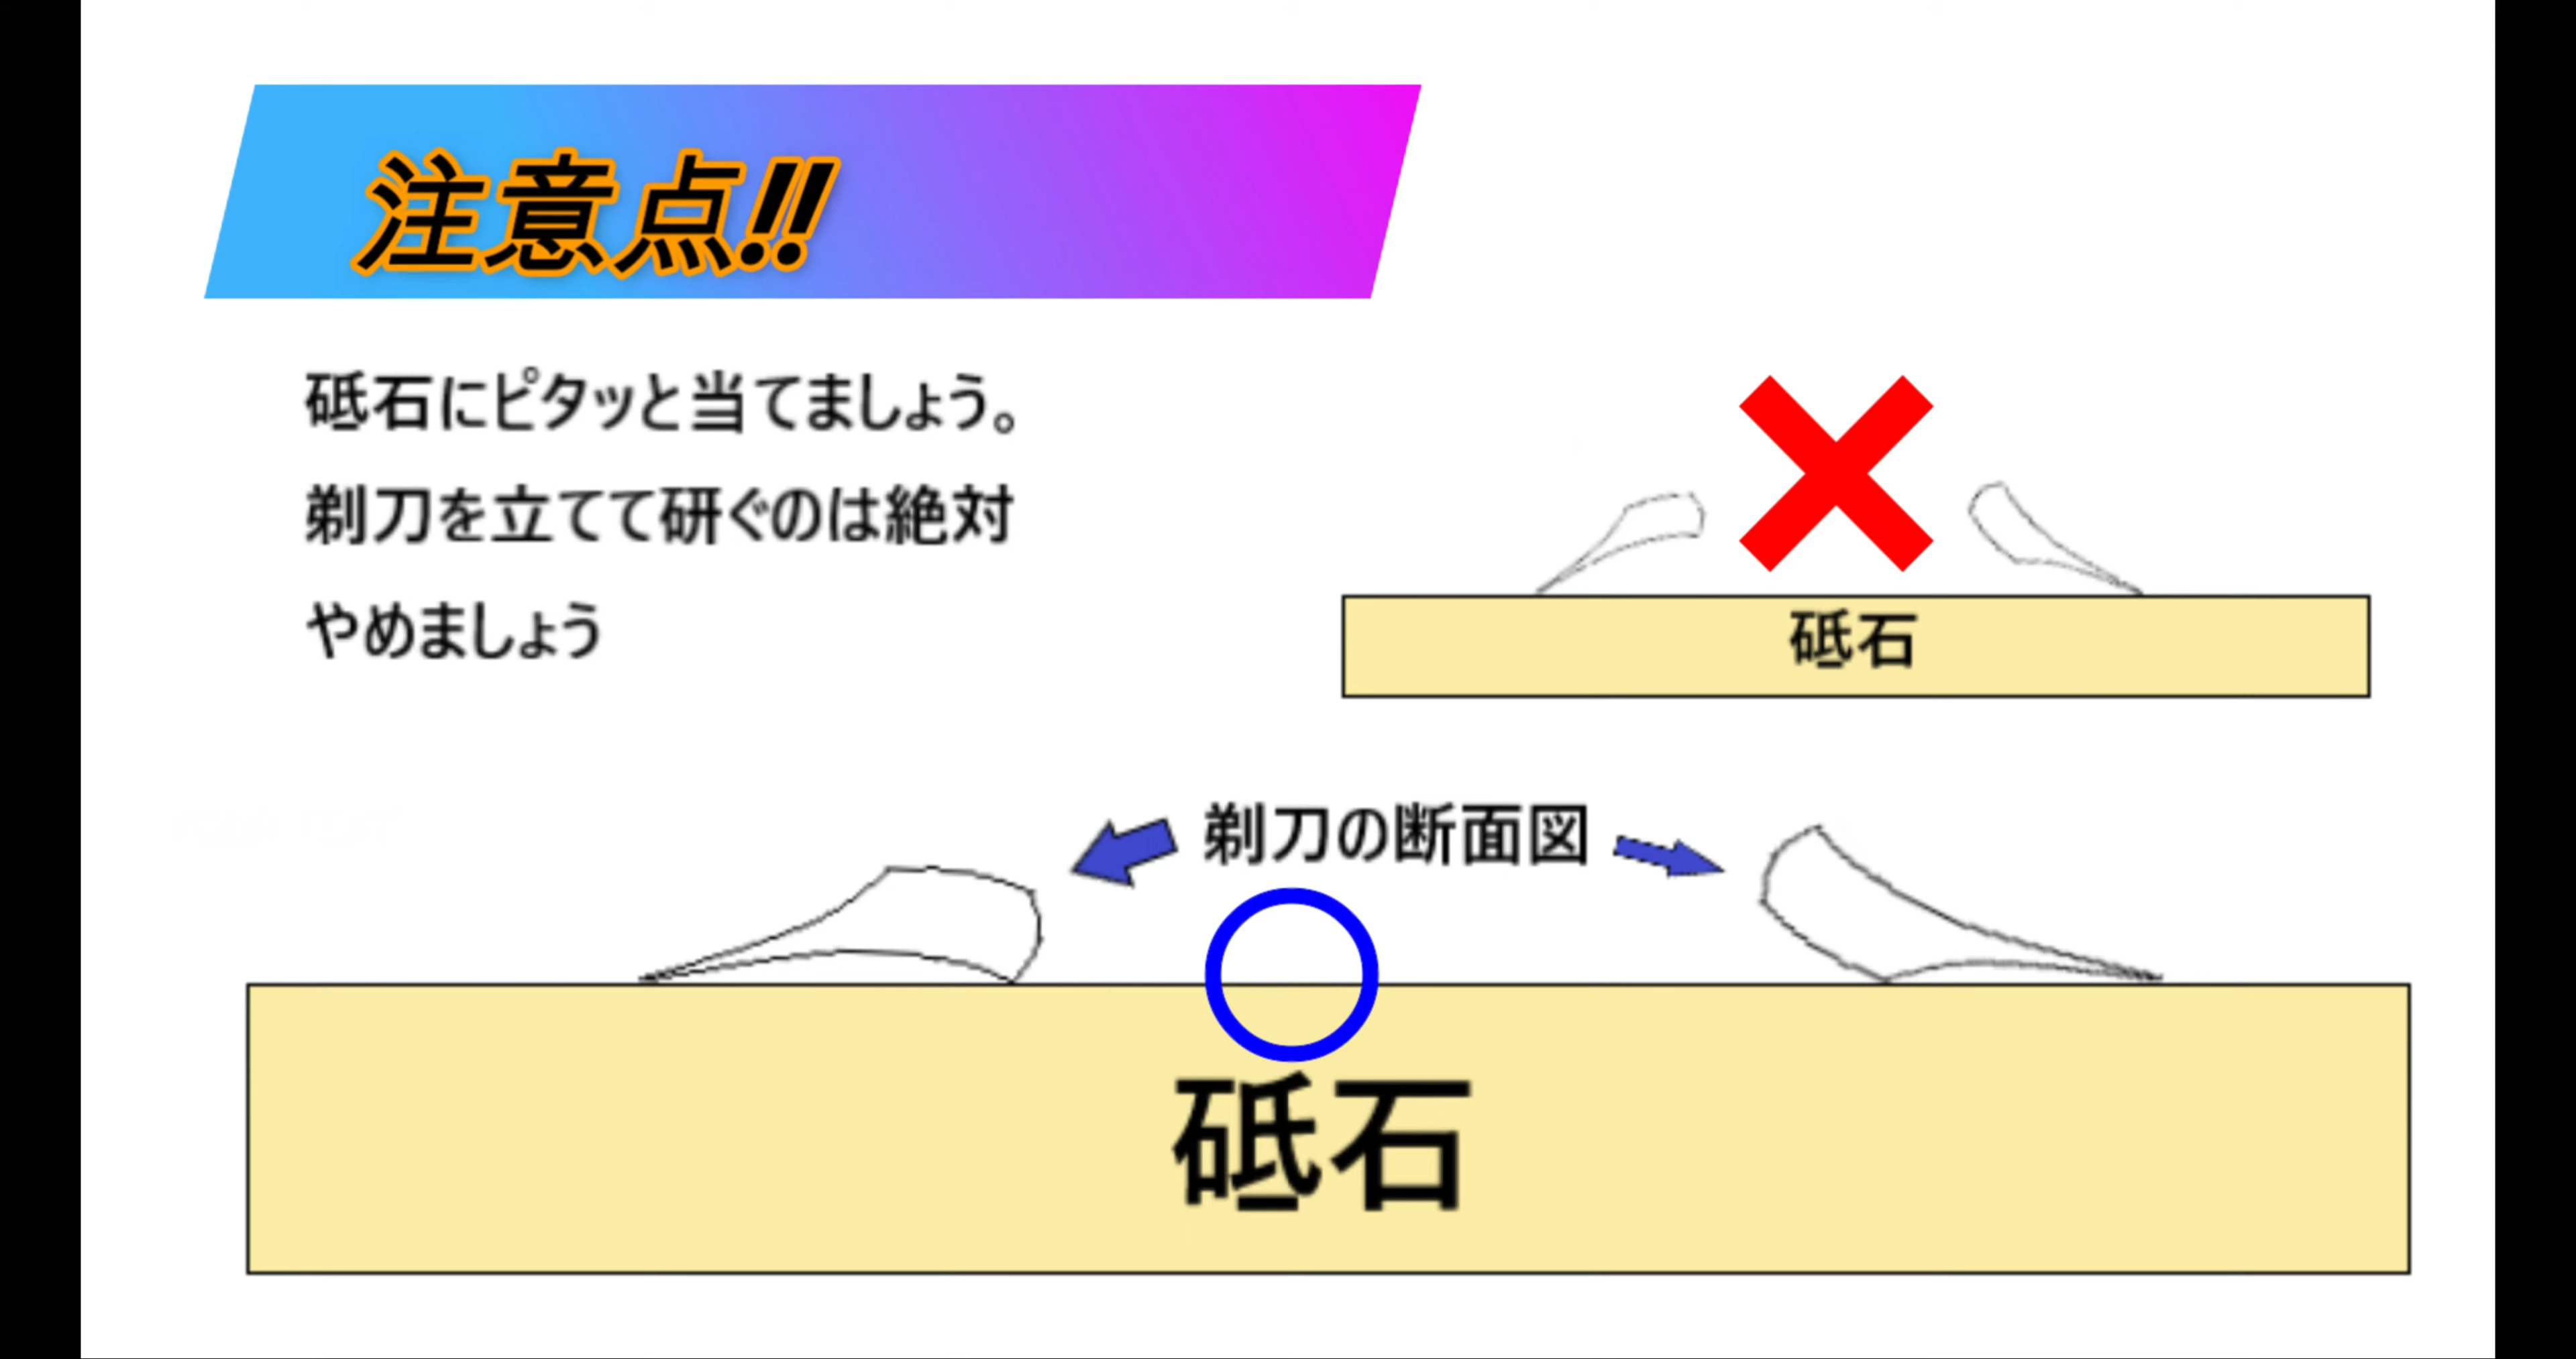 注意点!!
砥石にピタッと当てましょう。
剃刀を立てて研ぐのは絶対
やめましょう
砥石
剃刀の断面図
砥石